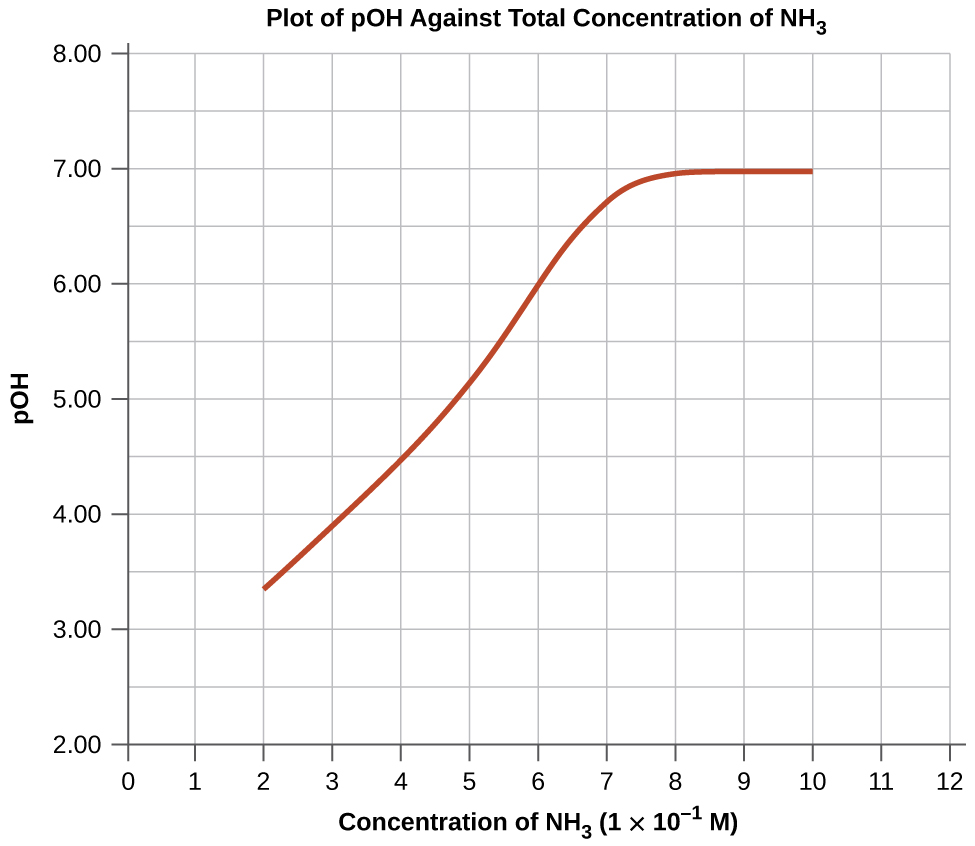 Plot of pOH Against Total Concentration of NH₃
8.00
7.00
6.00
5.00
4.00
3.00
2.00
pOH
0 1 2 3 4 5 6 7 8 9 10 11 12
Concentration of NH₃ (1 × 10⁻¹ M)